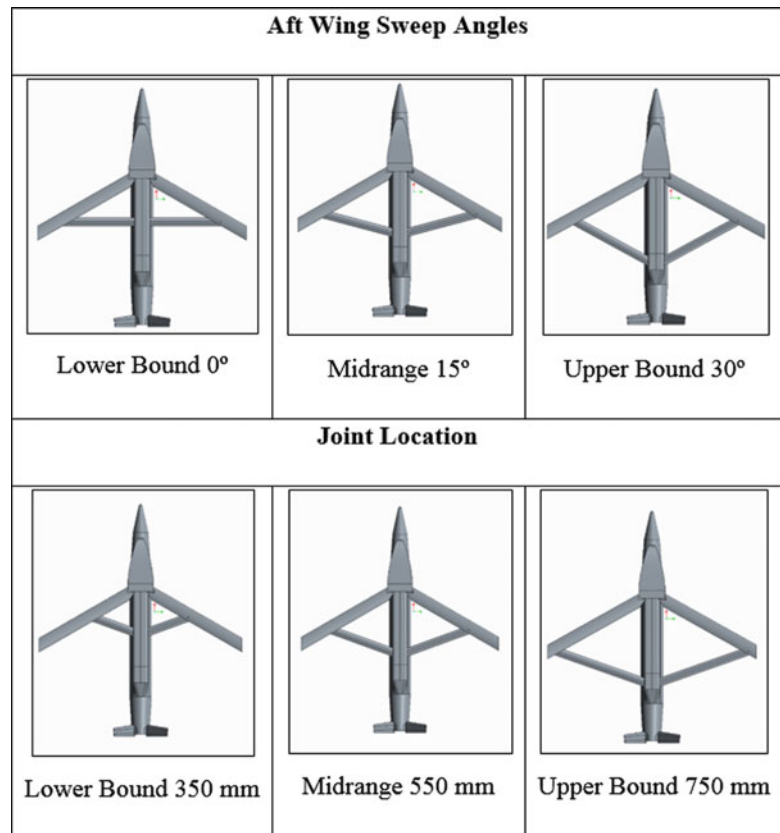 Aft Wing Sweep Angles
Lower Bound 0º
Midrange 15º
Upper Bound 30º
Joint Location
Lower Bound 350 mm
Midrange 550 mm
Upper Bound 750 mm